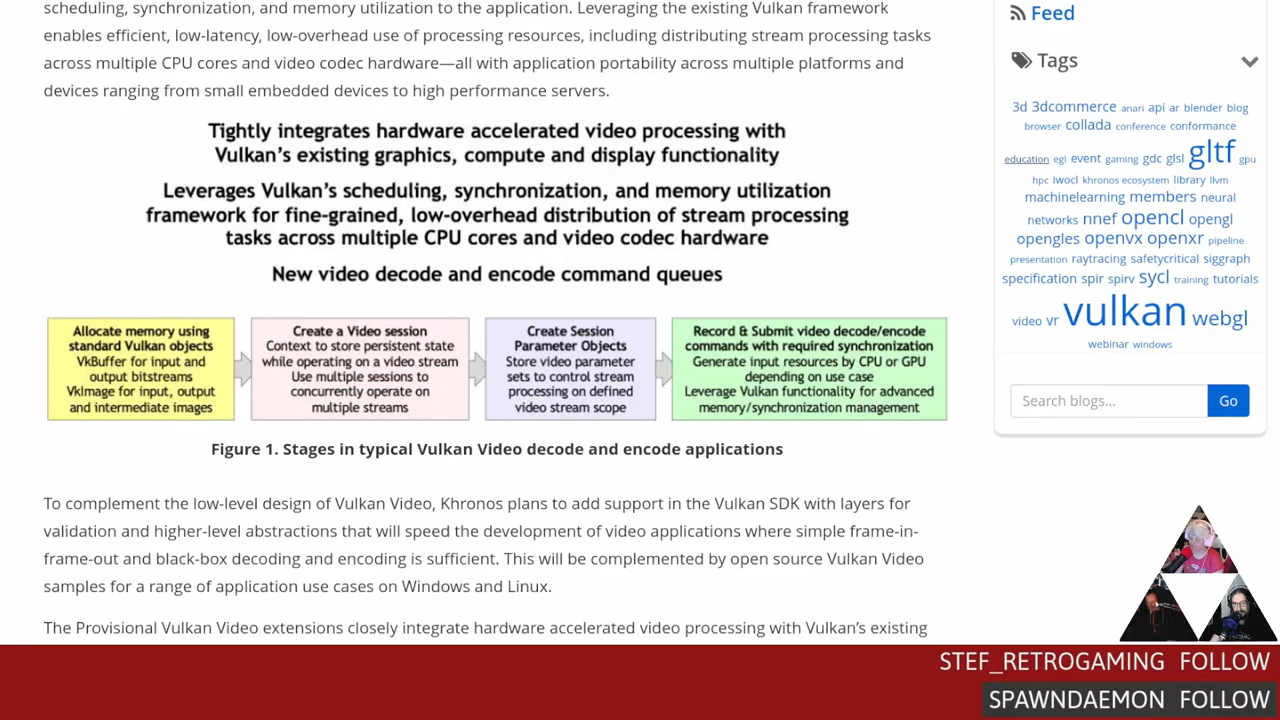 scheduling, synchronization, and memory utilization to the application. Leveraging the existing Vulkan framework
enables efficient, low-latency, low-overhead use of processing resources, including distributing stream processing tasks
across multiple CPU cores and video codec hardware—all with application portability across multiple platforms and
devices ranging from small embedded devices to high performance servers.
Tightly integrates hardware accelerated video processing with
Vulkan's existing graphics, compute and display functionality
Leverages Vulkan's scheduling, synchronization, and memory utilization
framework for fine-grained, low-overhead distribution of stream processing
tasks across multiple CPU cores and video codec hardware
New video decode and encode command queues
Allocate memory using
standard Vulkan objects
VkBuffer for input and
output bitstreams
VkImage for input, output
and intermediate images
Create a Video session
Context to store persistent state
while operating on a video stream
Use multiple sessions to
concurrently operate on
multiple streams
Create Session
Parameter Objects
Store video parameter
sets to control stream
processing on defined
video stream scope
Record & Submit video decode/encode
commands with required synchronization
Generate input resources by CPU or GPU
depending on use case
Leverage Vulkan functionality for advanced
memory/synchronization management
Figure 1. Stages in typical Vulkan Video decode and encode applications
To complement the low-level design of Vulkan Video, Khronos plans to add support in the Vulkan SDK with layers for
validation and higher-level abstractions that will speed the development of video applications where simple frame-in-
frame-out and black-box decoding and encoding is sufficient. This will be complemented by open source Vulkan Video
samples for a range of application use cases on Windows and Linux.
The Provisional Vulkan Video extensions closely integrate hardware accelerated video processing with Vulkan's existing
Feed
Tags
3d 3dcommerce anari api ar blender blog
browser collada conference conformance
education egl event gaming gdc glsl gltf gpu
hpc iwocl khronos ecosystem library llvm
machinelearning members neural
networks nnef opencl opengl
opengles openvx openxr pipeline
presentation raytracing safetycritical siggraph
specification spir spirv sycl training tutorials
video vr vulkan webgl
webinar windows
Search blogs...
Go
STEF_RETROGAMING FOLLOW
SPAWNDAEMON FOLLOW